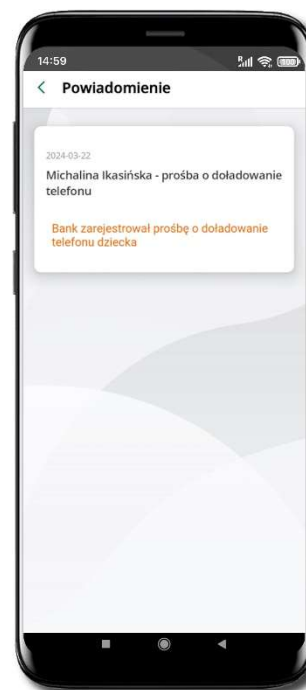 14:59
Powiadomienie
2024-03-22
Michalina Ikasińska - prośba o doładowanie
telefonu
Bank zarejestrował prośbę o doładowanie
telefonu dziecka